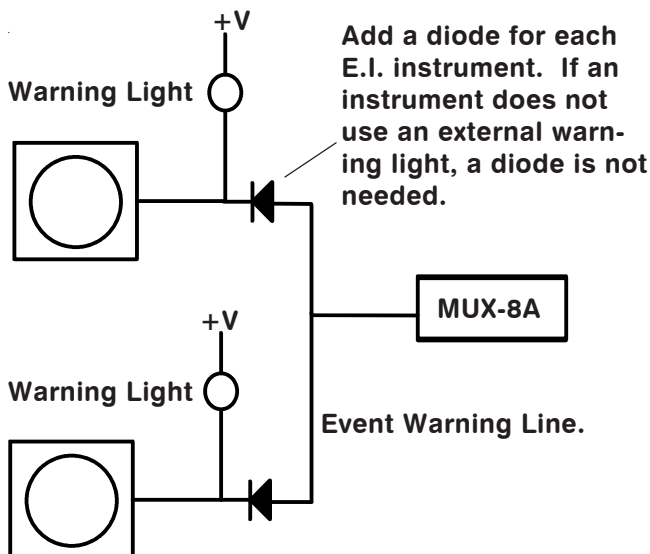 +V
Add a diode for each
E.I. instrument.  If an
instrument does not
use an external warn-
ing light, a diode is not
needed.
Warning Light
MUX-8A
+V
Warning Light
Event Warning Line.